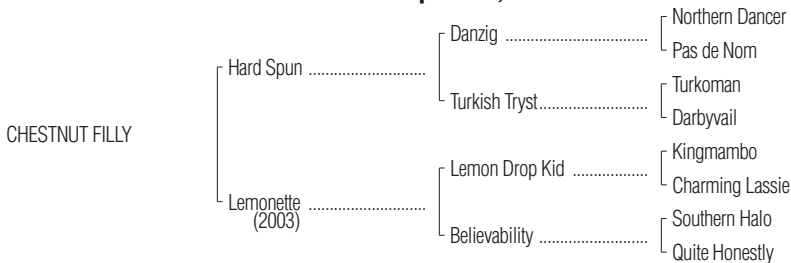 Northern Dancer
Danzig ........................................
Pas de Nom
Hard Spun .................................
Turkoman
Turkish Tryst...............................
Darbyvail
CHESTNUT FILLY
Kingmambo
Lemon Drop Kid .....................
Charming Lassie
Lemonette .................................
(2003)
Southern Halo
Believability ..............................
Quite Honestly